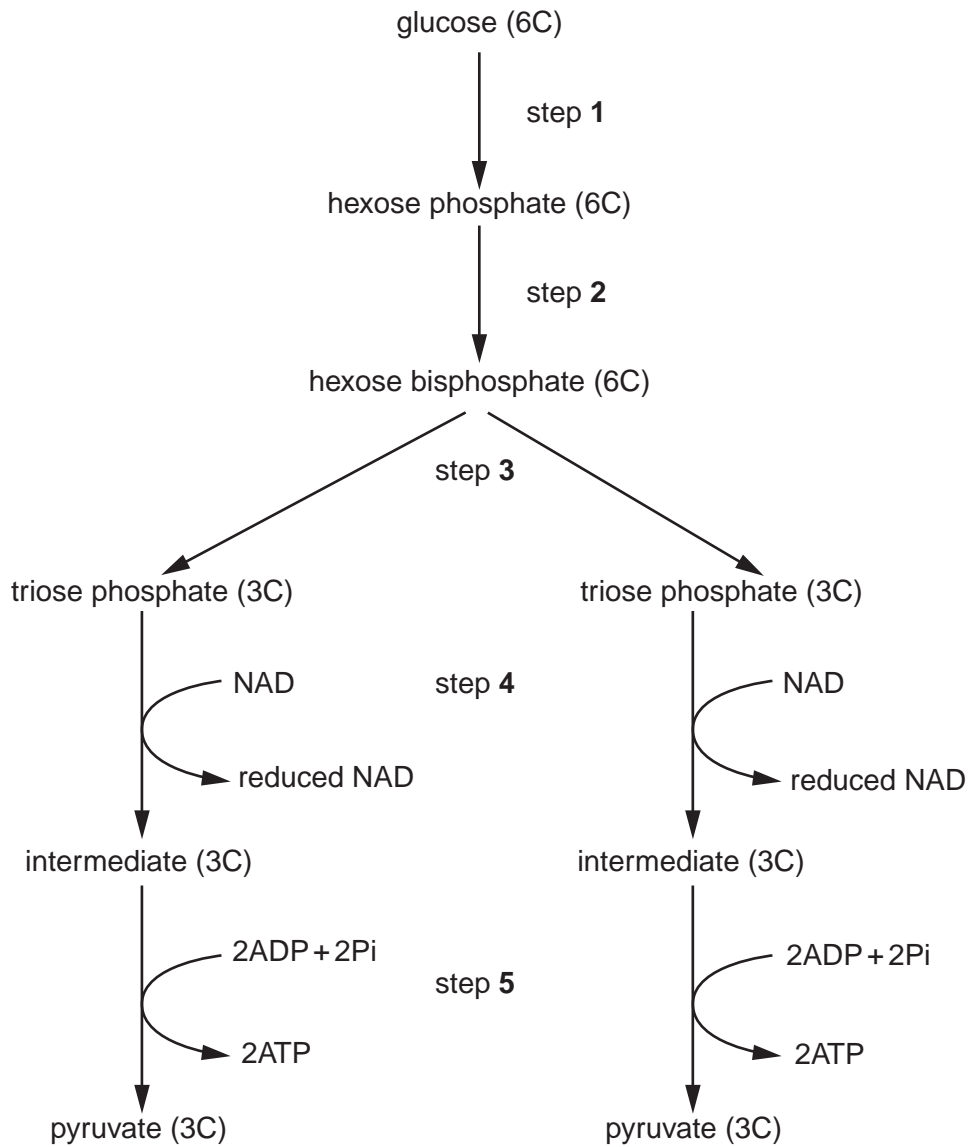 glucose (6C)
step 1
hexose phosphate (6C)
step 2
hexose bisphosphate (6C)
step 3
triose phosphate (3C) triose phosphate (3C)
NAD step 4 NAD
reduced NAD reduced NAD
intermediate (3C) intermediate (3C)
2ADP + 2Pi step 5 2ADP + 2Pi
2ATP 2ATP
pyruvate (3C) pyruvate (3C)